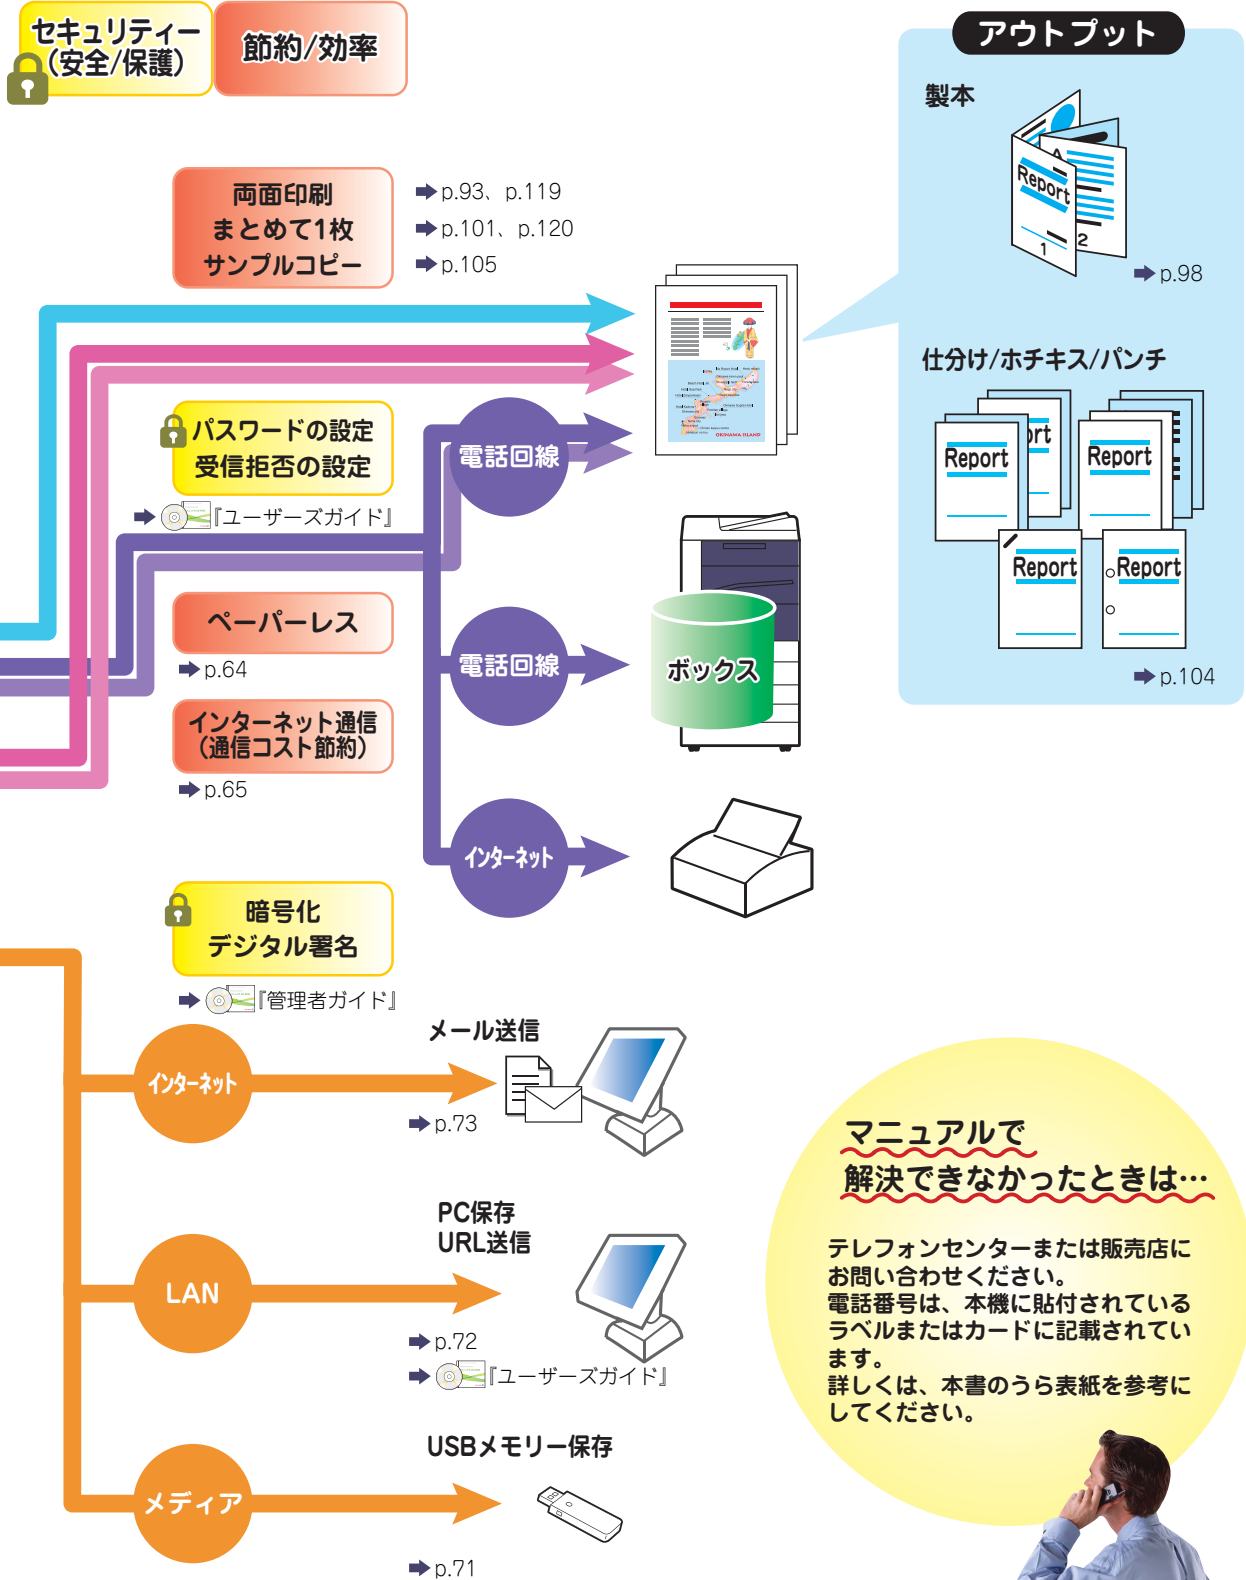 セキュリティー
（安全/保護）
節約/効率
アウトプット
製本
Report
1
2
➡ p.98
両面印刷
まとめて1枚
サンプルコピー
➡ p.93、p.119
➡ p.101、p.120
➡ p.105
OKINAWA ISLAND
仕分け/ホチキス/パンチ
Report
ort
Report
Report
Report
➡ p.104
パスワードの設定
受信拒否の設定
➡『ユーザーズガイド』
電話回線
ペーパーレス
➡ p.64
電話回線
ボックス
インターネット通信
（通信コスト節約）
➡ p.65
インターネット
暗号化
デジタル署名
➡『管理者ガイド』
メール送信
インターネット
➡ p.73
PC保存
URL送信
LAN
➡ p.72
➡『ユーザーズガイド』
USBメモリー保存
メディア
➡ p.71
マニュアルで
解決できなかったときは…
テレフォンセンターまたは販売店に
お問い合わせください。
電話番号は、本機に貼付されている
ラベルまたはカードに記載されてい
ます。
詳しくは、本書のうら表紙を参考に
してください。